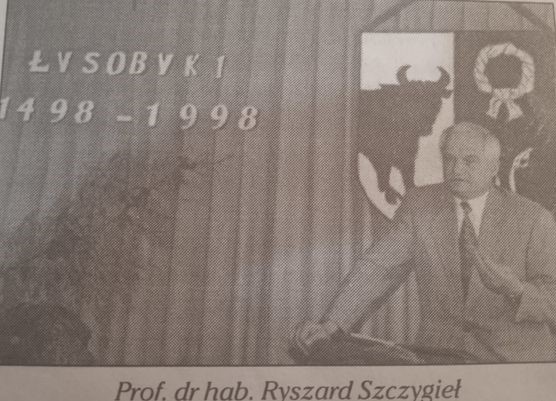 ŁYSOBYKI
1498 - 1998
Prof. dr hab. Ryszard Szczygieł